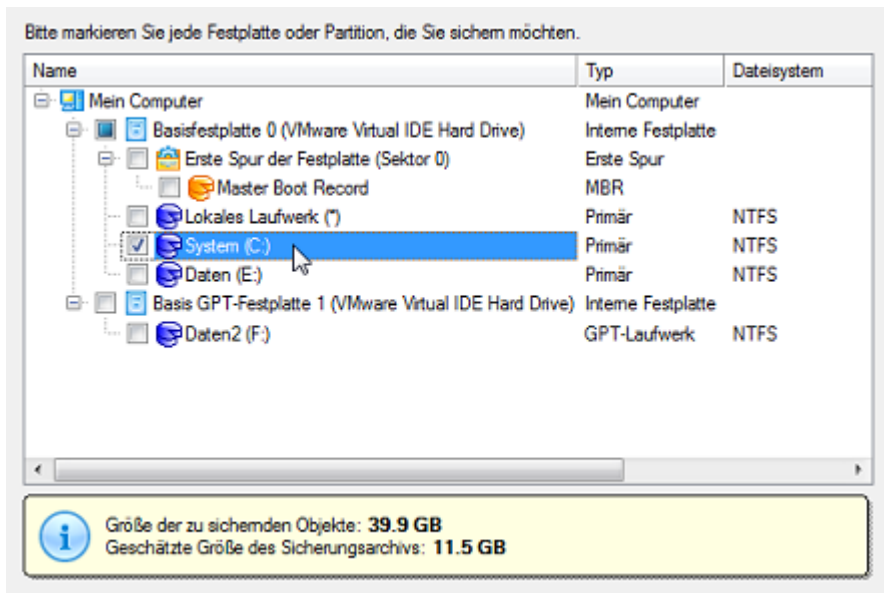 Bitte markieren Sie jede Festplatte oder Partition, die Sie sichern möchten.
Name Typ Dateisystem
Mein Computer Mein Computer
Basisfestplatte 0 (VMware Virtual IDE Hard Drive) Interne Festplatte
Erste Spur der Festplatte (Sektor 0) Erste Spur
Master Boot Record MBR
Lokales Laufwerk (*) Primär NTFS
System (C:) Primär NTFS
Daten (E:) Primär NTFS
Basis GPT-Festplatte 1 (VMware Virtual IDE Hard Drive) Interne Festplatte
Daten2 (F:) GPT-Laufwerk NTFS
Größe der zu sichernden Objekte: 39.9 GB
Geschätzte Größe des Sicherungsarchivs: 11.5 GB